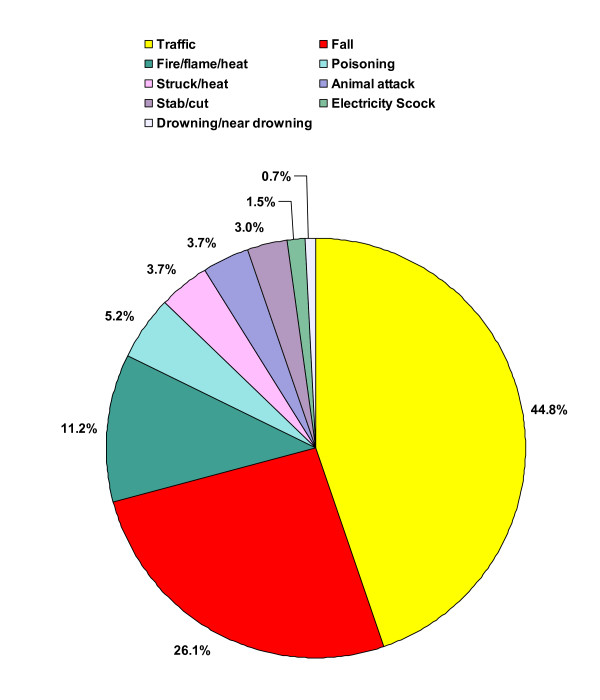 Traffic Fall
Fire/flame/heat Poisoning
Struck/heat Animal attack
Stab/cut Electricity Scock
Drowning/near drowning
0.7%
1.5%
3.0%
3.7%
3.7%
5.2%
44.8%
11.2%
26.1%